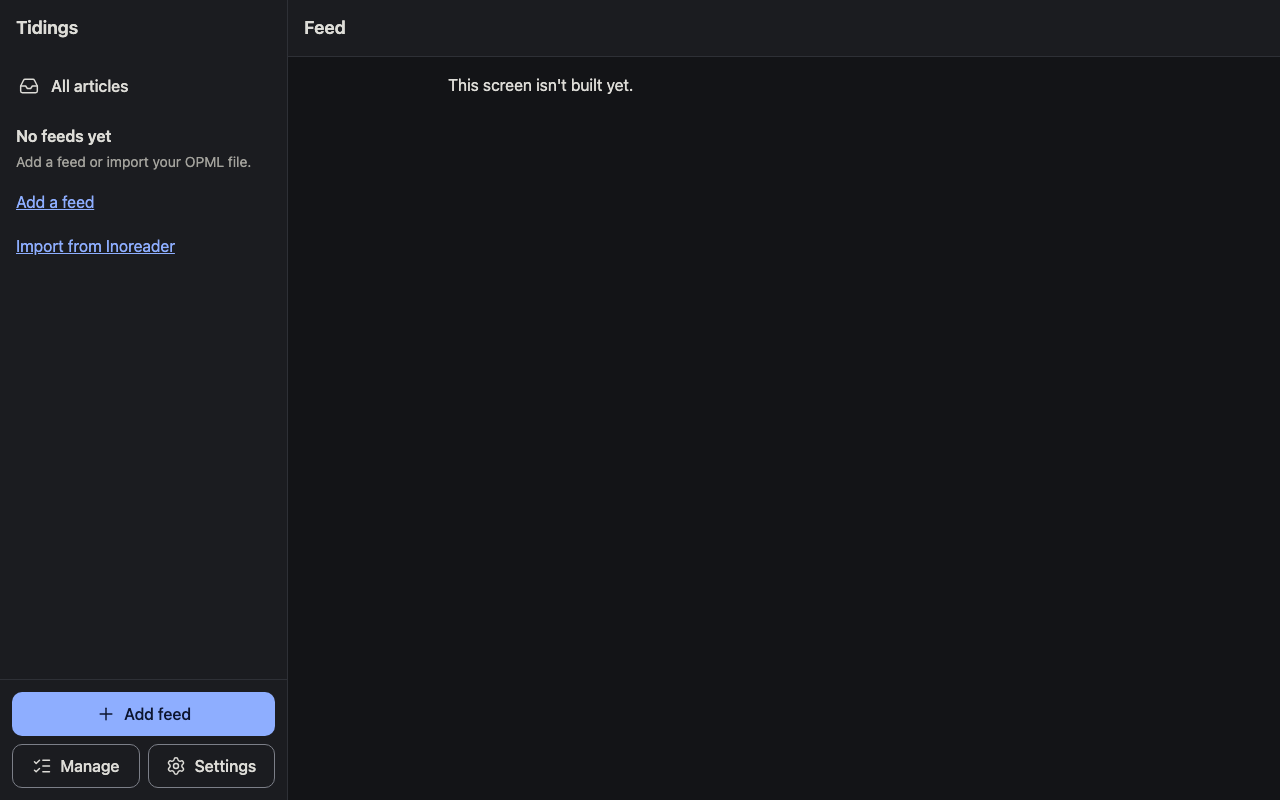 Tidings
All articles
No feeds yet
Add a feed or import your OPML file.
Add a feed
Import from Inoreader
Add feed
Manage
Settings
Feed
This screen isn't built yet.